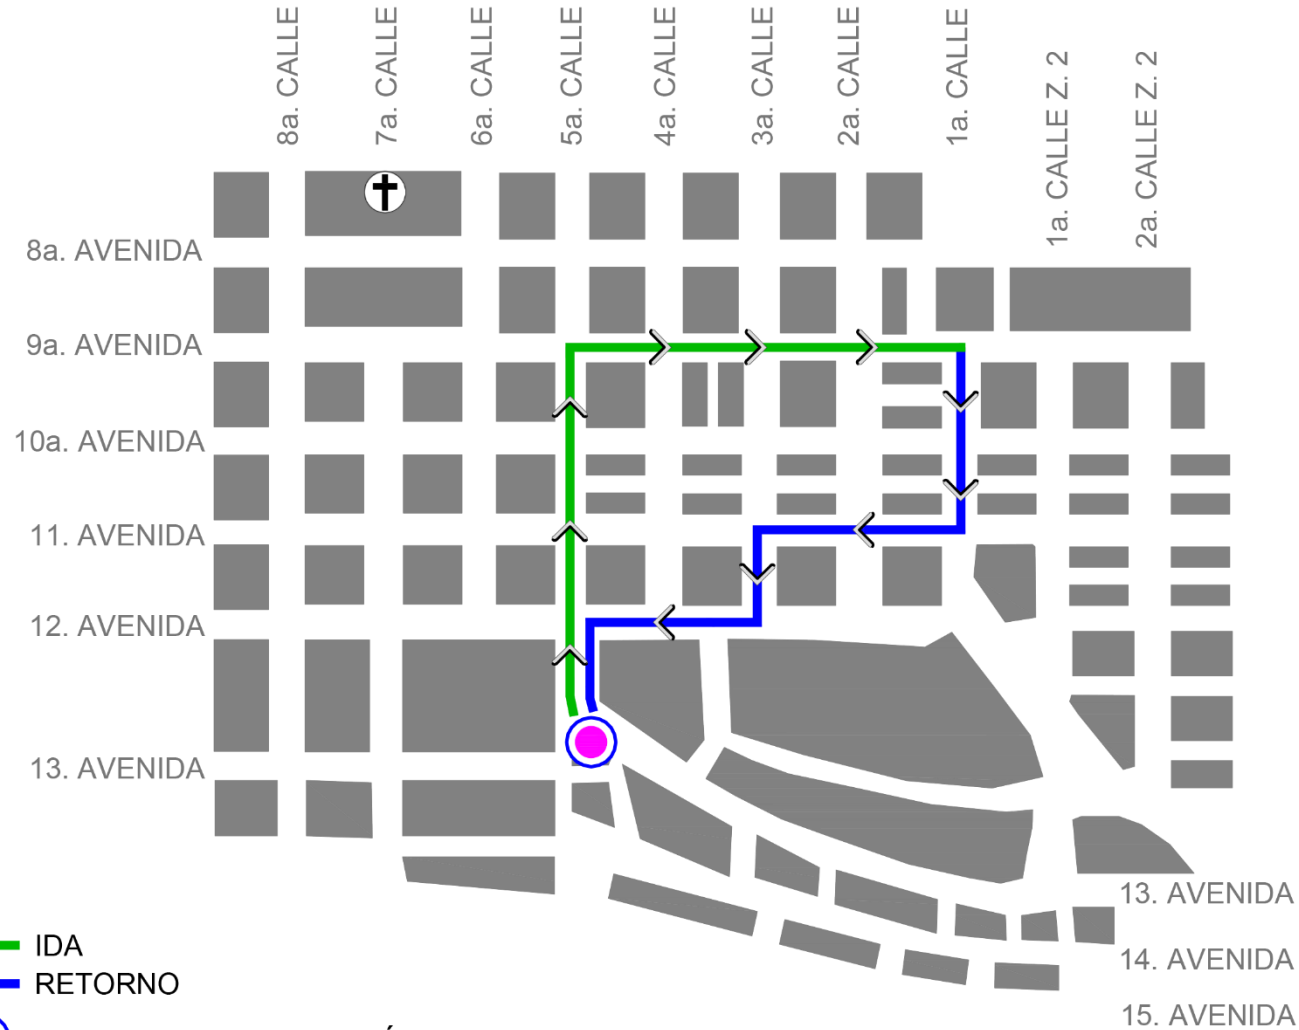 8a. CALLE
7a. CALLE
6a. CALLE
5a. CALLE
4a. CALLE
3a. CALLE
2a. CALLE
1a. CALLE
1a. CALLE Z. 2
2a. CALLE Z. 2
8a. AVENIDA
9a. AVENIDA
10a. AVENIDA
11. AVENIDA
12. AVENIDA
13. AVENIDA
13. AVENIDA
14. AVENIDA
15. AVENIDA
IDA
RETORNO